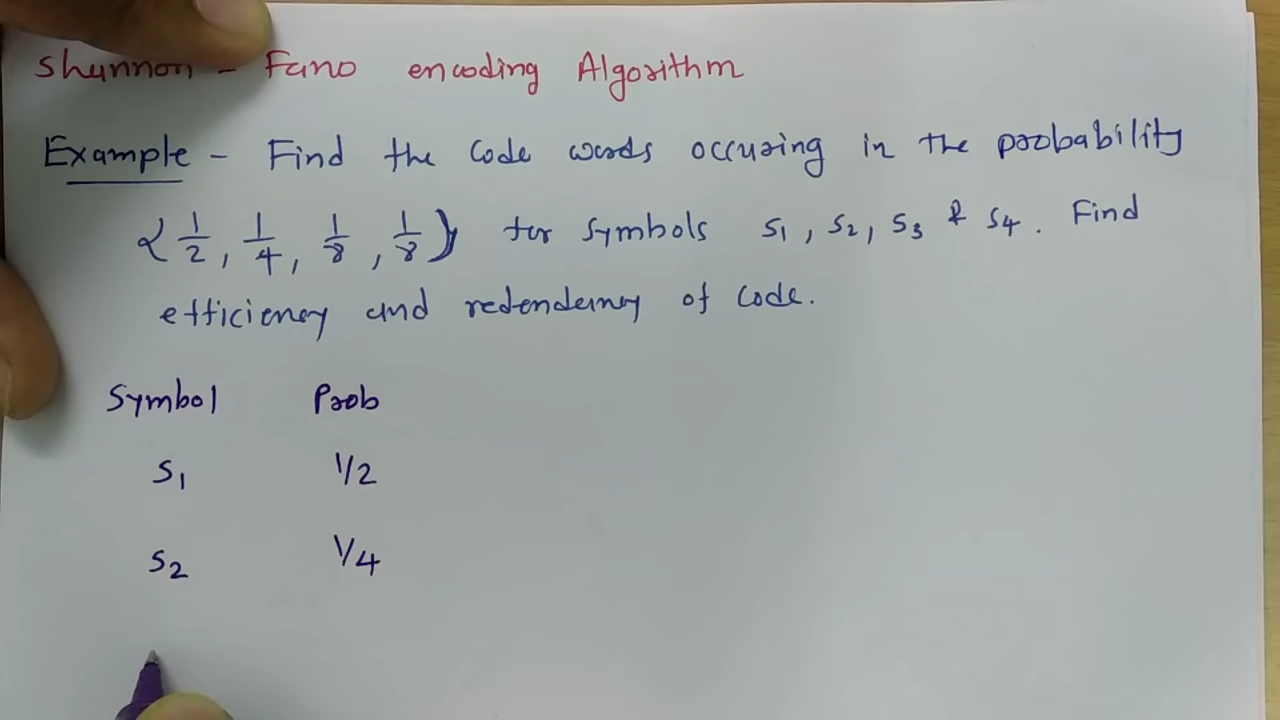 Shannon - Fano encoding Algorithm
Example - Find the code words occuring in the probability
{1/2, 1/4, 1/8, 1/8} for symbols S1, S2, S3 & S4. Find
efficiency and redendancy of code.
Symbol Prob
S1 1/2
S2 1/4